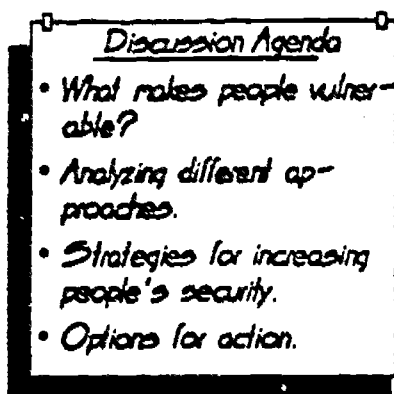 Discussion Agenda
• What makes people vulner-
able?
• Analyzing different ap-
proaches.
• Strategies for increasing
people's security.
• Options for action.